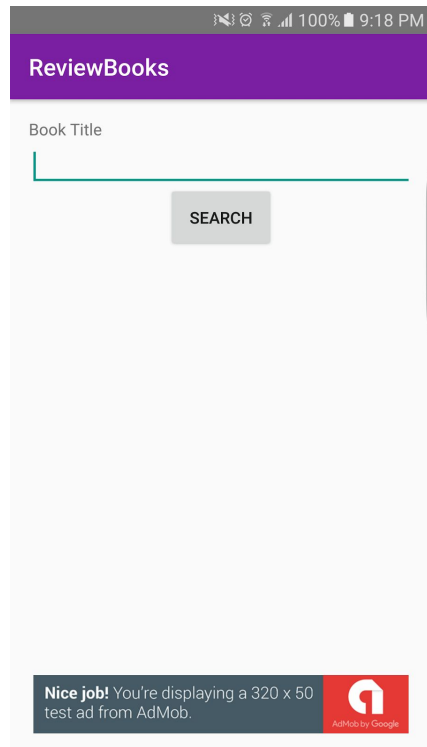 100% 9:18 PM
ReviewBooks
Book Title
SEARCH
Nice job! You're displaying a 320 x 50
test ad from AdMob.
AdMob by Google